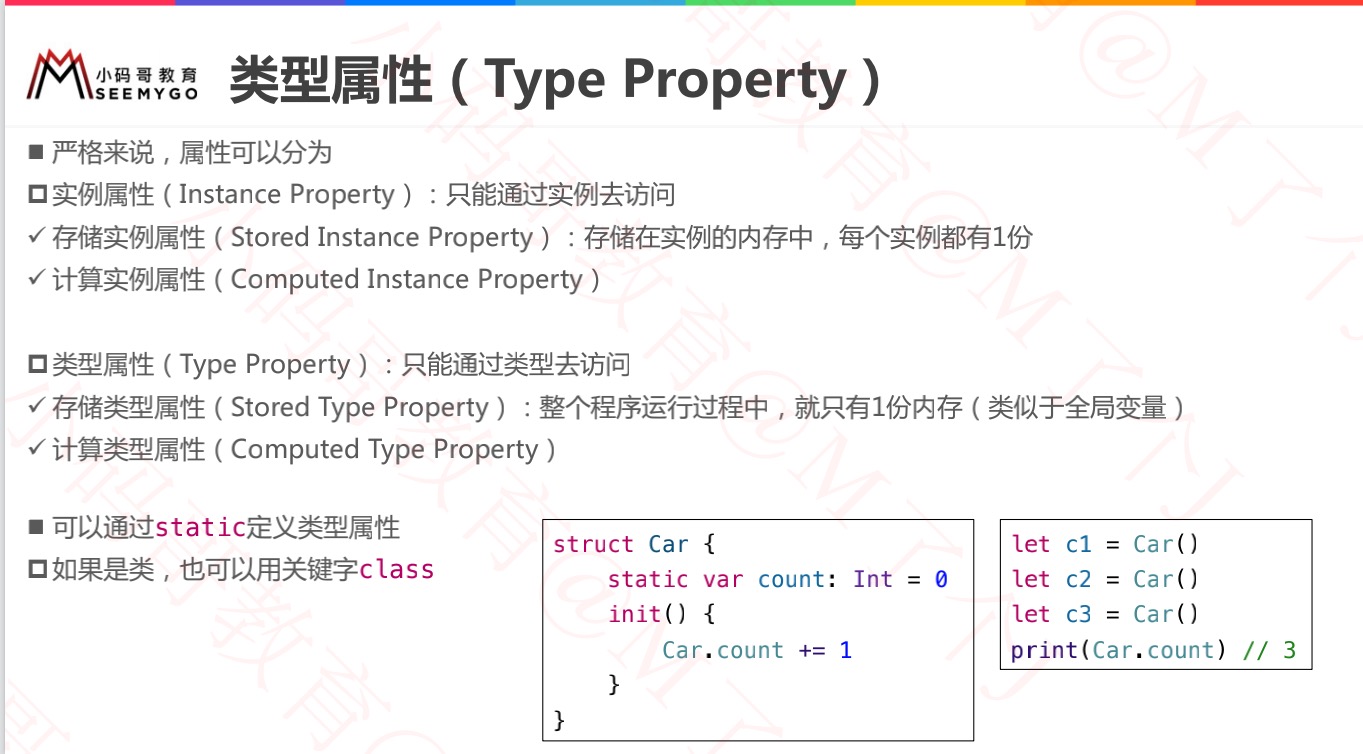 小码哥教育
SEEMYGO
类型属性（Type Property）
■ 严格来说，属性可以分为
实例属性（Instance Property）：只能通过实例去访问
✓ 存储实例属性（Stored Instance Property）：存储在实例的内存中，每个实例都有1份
✓ 计算实例属性（Computed Instance Property）
类型属性（Type Property）：只能通过类型去访问
✓ 存储类型属性（Stored Type Property）：整个程序运行过程中，就只有1份内存（类似于全局变量）
✓ 计算类型属性（Computed Type Property）
■ 可以通过static定义类型属性
如果是类，也可以用关键字class
struct Car {
    static var count: Int = 0
    init() {
        Car.count += 1
    }
}
let c1 = Car()
let c2 = Car()
let c3 = Car()
print(Car.count) // 3